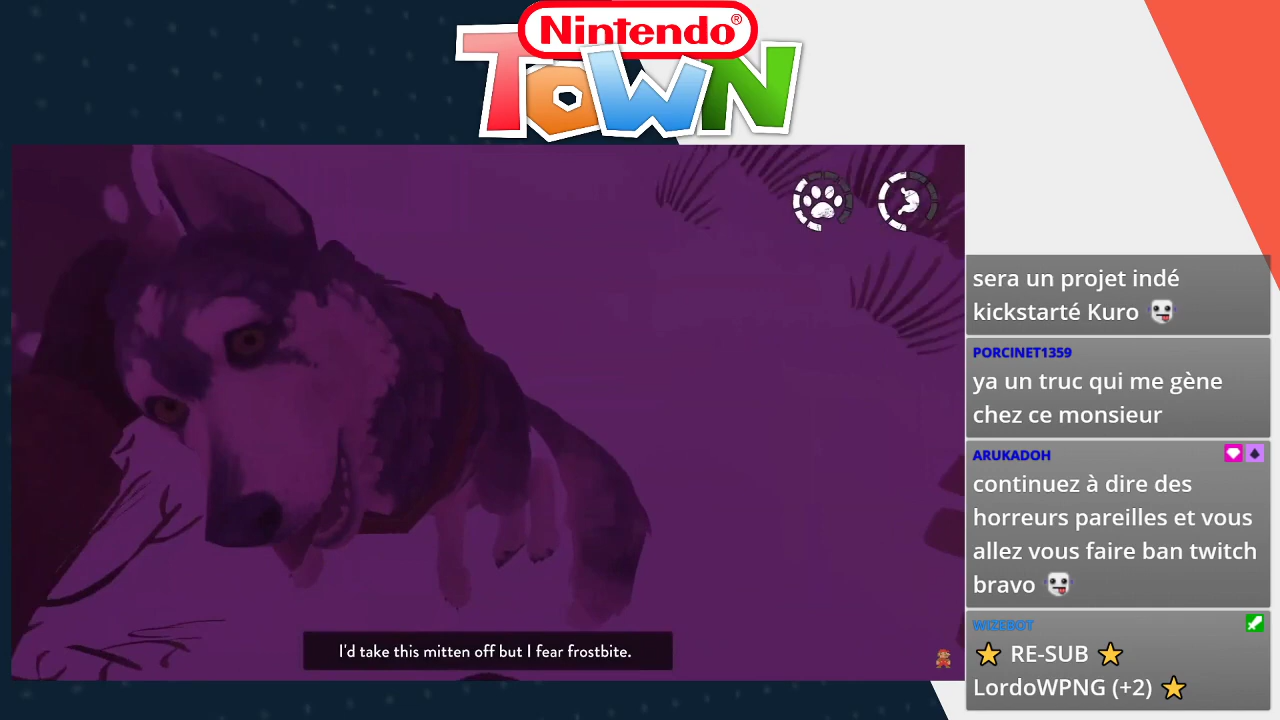 Nintendo®
TOWN
sera un projet indé
kickstarté Kuro
PORCINET1359
ya un truc qui me gène
chez ce monsieur
ARUKADOH
continuez à dire des
horreurs pareilles et vous
allez vous faire ban twitch
bravo
WIZEBOT
RE-SUB
LordoWPNG (+2)
I'd take this mitten off but I fear frostbite.